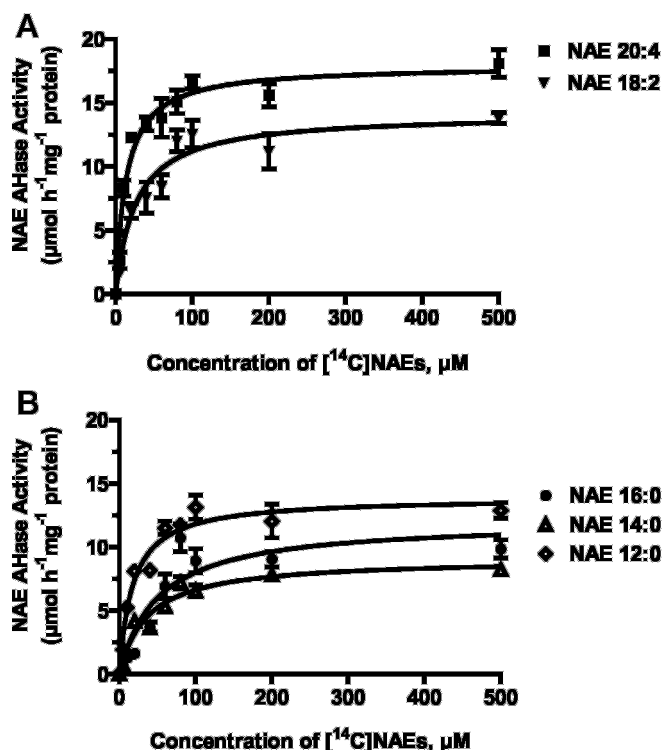 A
20
15
10
5
0
0 100 200 300 400 500
NAE AHase Activity
(µmol h⁻¹mg⁻¹ protein)
Concentration of [¹⁴C]NAEs, µM
NAE 20:4
NAE 18:2
B
20
15
10
5
0
0 100 200 300 400 500
NAE AHase Activity
(µmol h⁻¹mg⁻¹ protein)
Concentration of [¹⁴C]NAEs, µM
NAE 16:0
NAE 14:0
NAE 12:0